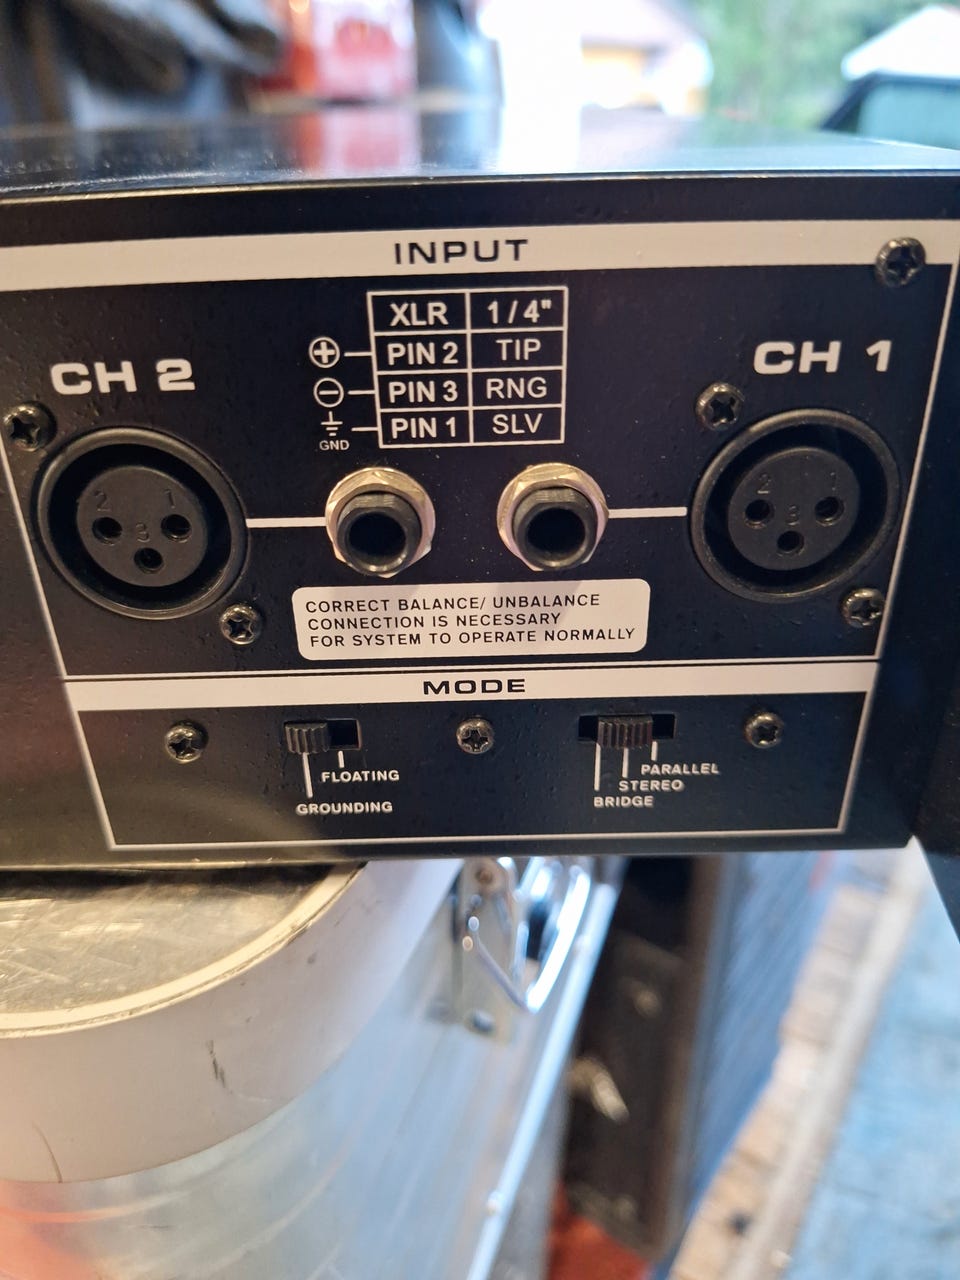 INPUT
XLR 1/4"
PIN 2 TIP
PIN 3 RNG
PIN 1 SLV
GND
CH 2
CH 1
2 1
3
2 1
3
CORRECT BALANCE/ UNBALANCE
CONNECTION IS NECESSARY
FOR SYSTEM TO OPERATE NORMALLY
MODE
FLOATING
GROUNDING
PARALLEL
STEREO
BRIDGE